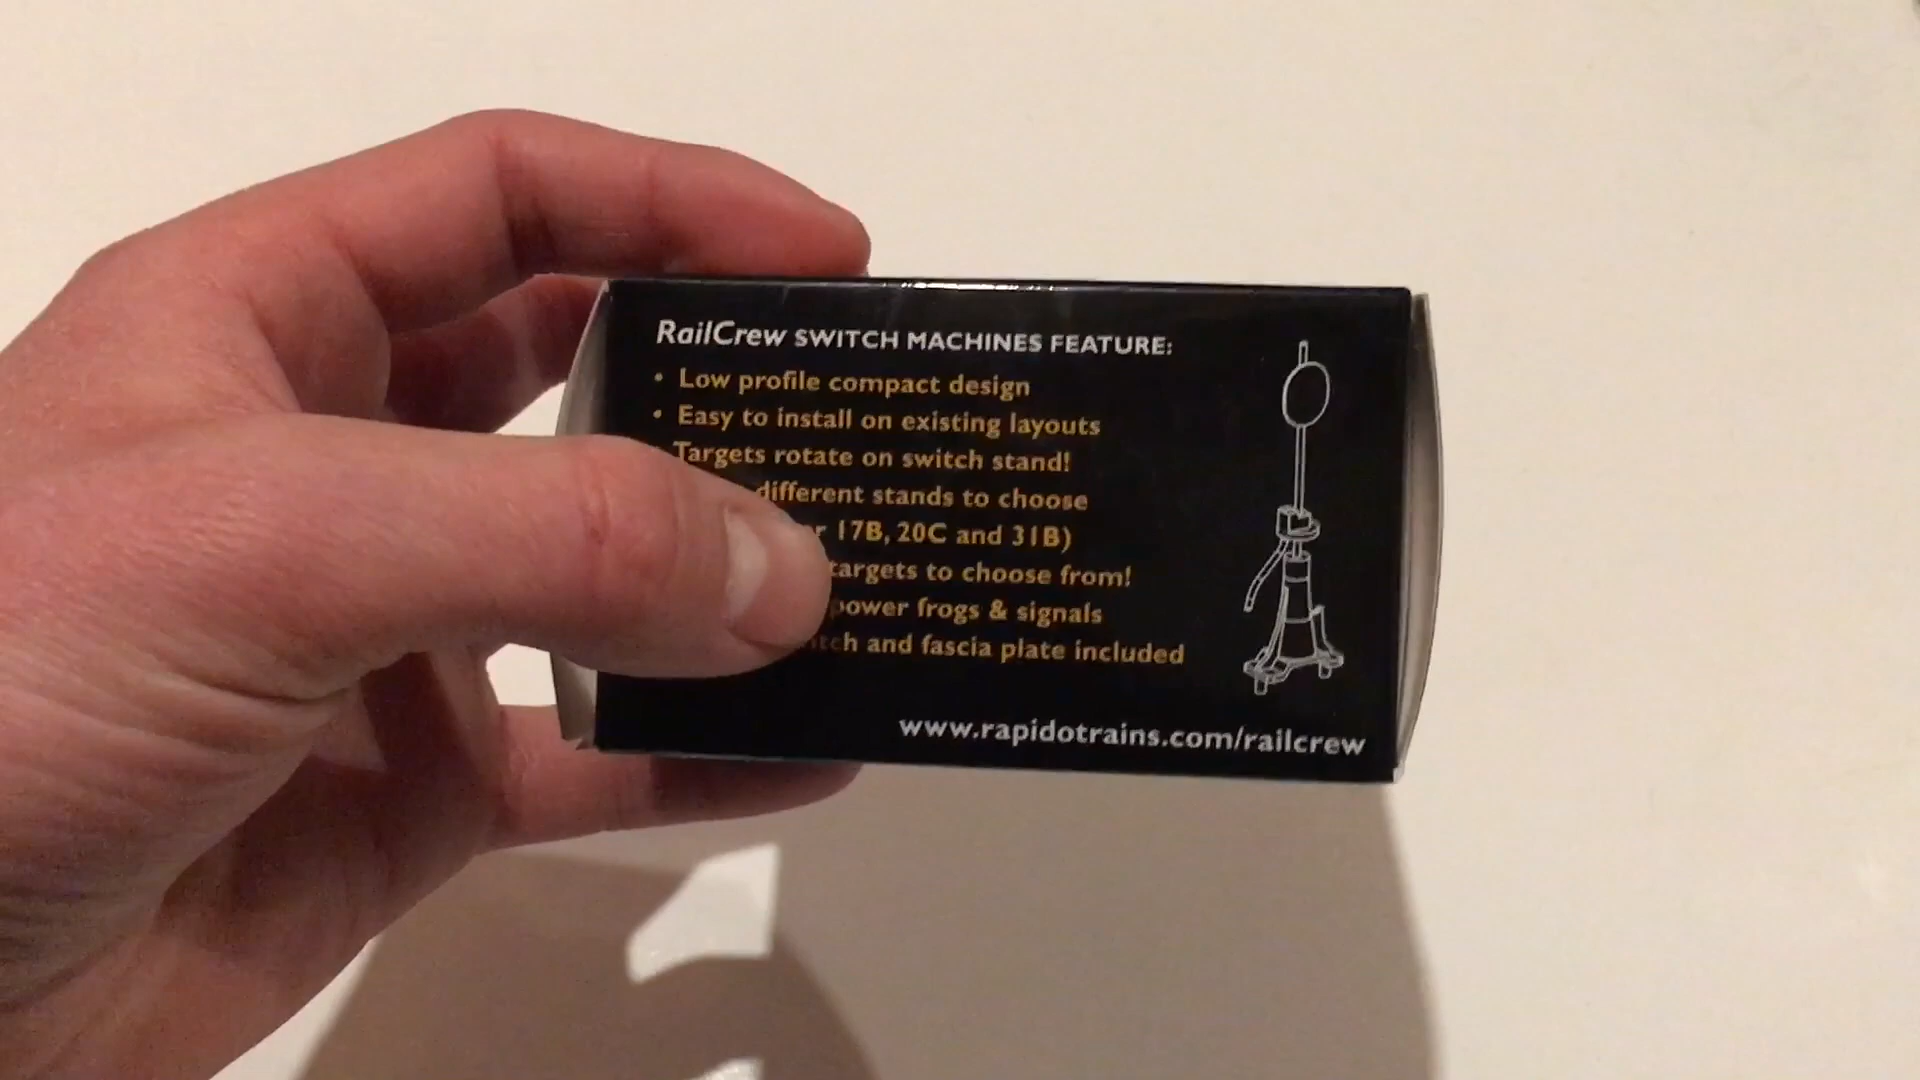 RailCrew SWITCH MACHINES FEATURE:
• Low profile compact design
• Easy to install on existing layouts
Targets rotate on switch stand!
different stands to choose
17B, 20C and 31B)
targets to choose from!
power frogs & signals
and fascia plate included
www.rapidotrains.com/railcrew